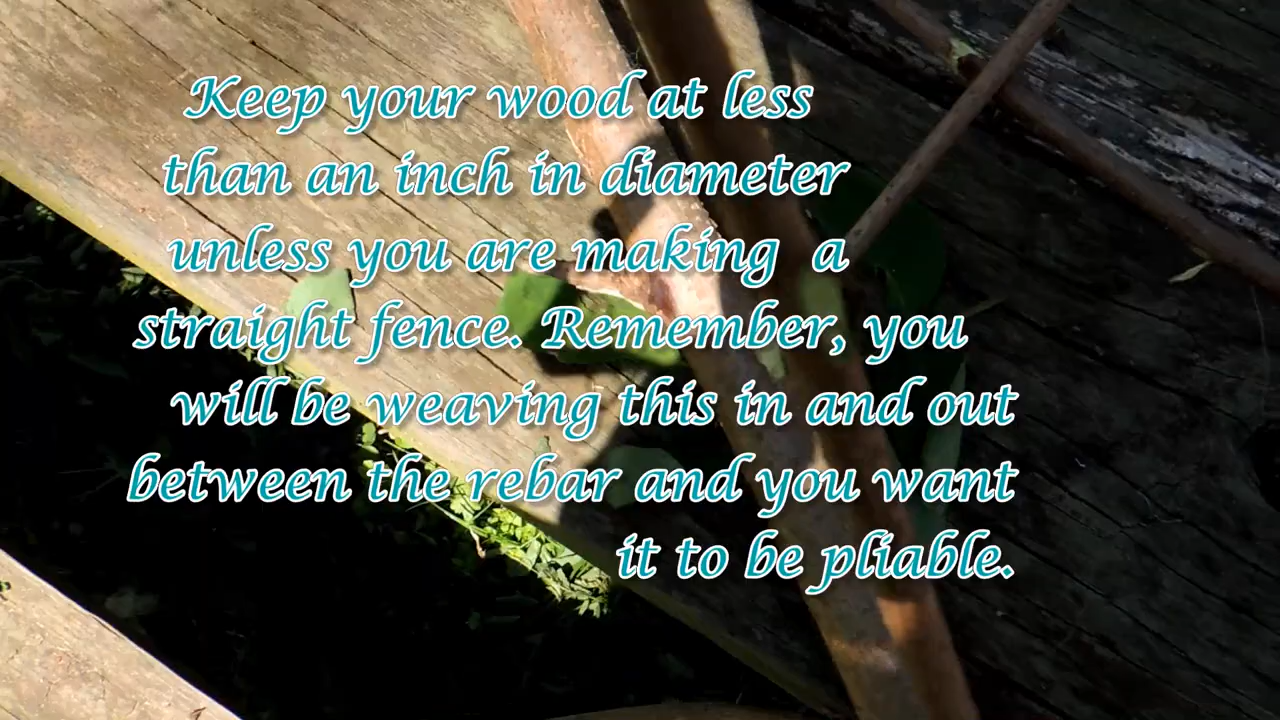 Keep your wood at less
than an inch in diameter
unless you are making a
straight fence. Remember, you
will be weaving this in and out
between the rebar and you want
it to be pliable.